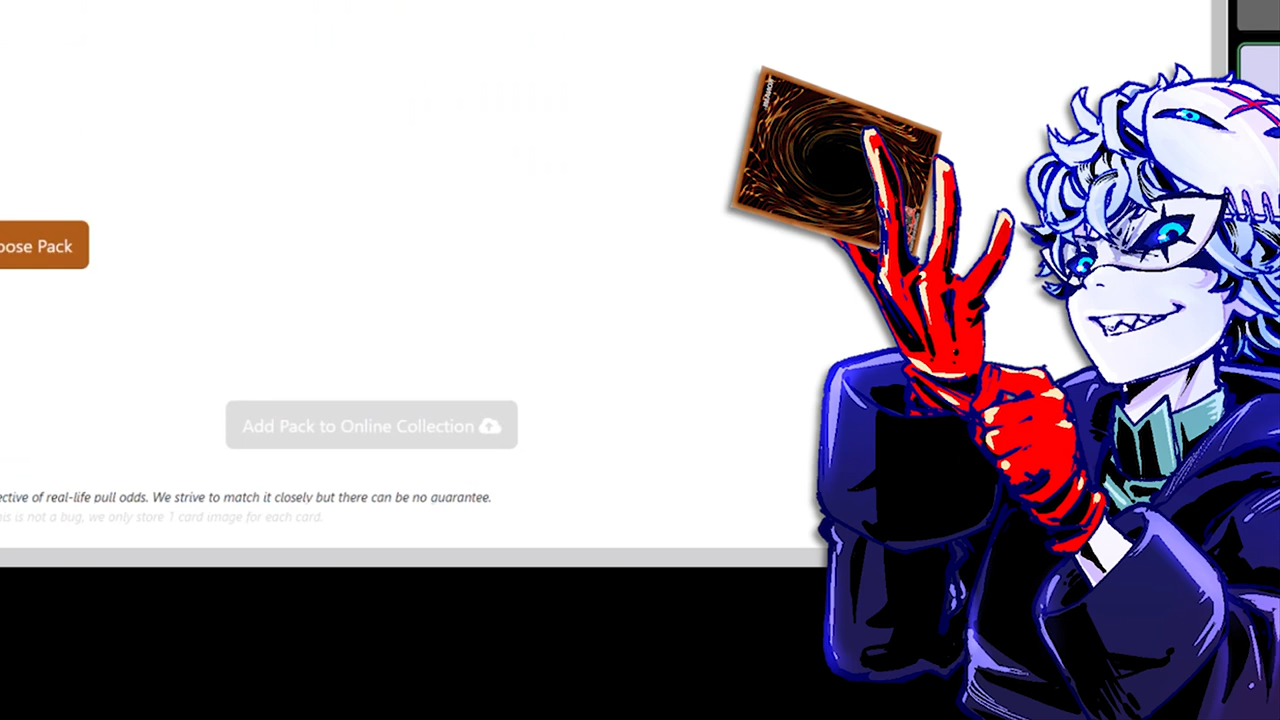 KONAMI
oose Pack
Add Pack to Online Collection
ective of real-life pull odds. We strive to match it closely but there can be no guarantee.
his is not a bug, we only store 1 card image for each card.